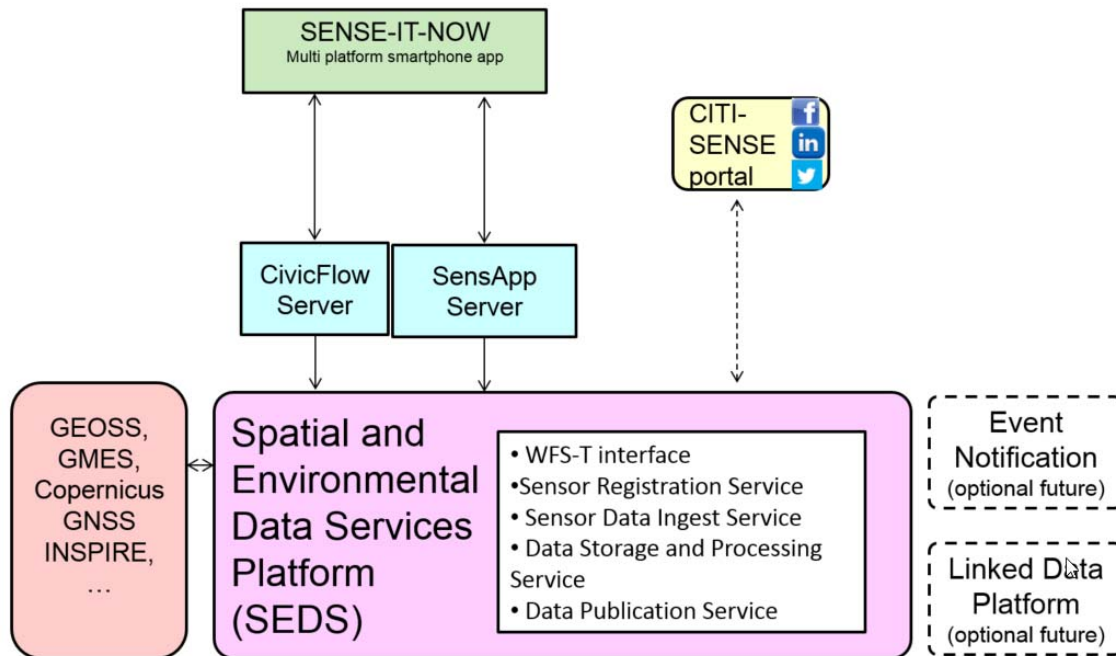 SENSE-IT-NOW
Multi platform smartphone app
CITI-
SENSE
portal
f
in
CivicFlow
Server
SensApp
Server
GEOSS,
GMES,
Copernicus
GNSS
INSPIRE,
...
Spatial and
Environmental
Data Services
Platform
(SEDS)
• WFS-T interface
•Sensor Registration Service
• Sensor Data Ingest Service
• Data Storage and Processing
Service
• Data Publication Service
Event
Notification
(optional future)
Linked Data
Platform
(optional future)